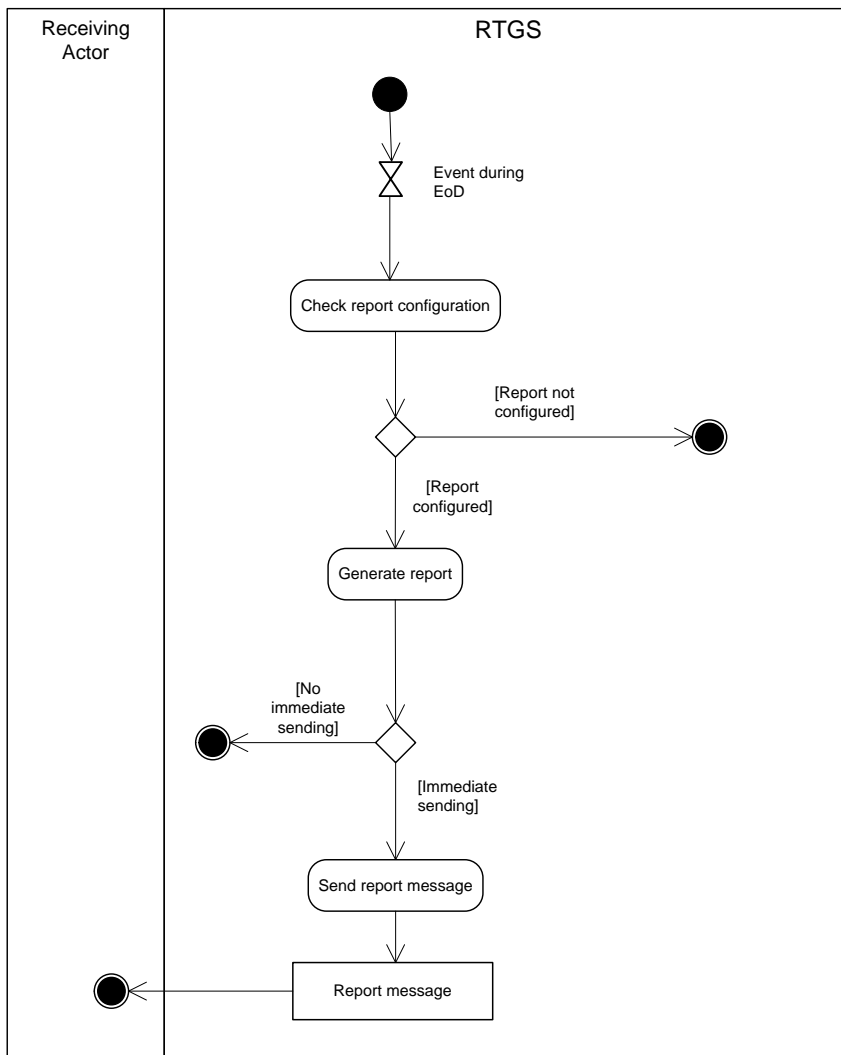 Receiving
Actor
RTGS
Event during
EoD
Check report configuration
[Report not
configured]
[Report
configured]
Generate report
[No
immediate
sending]
[Immediate
sending]
Send report message
Report message